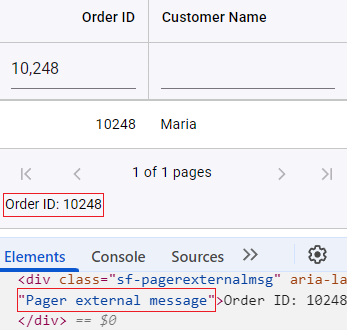 Order ID Customer Name
10,248
10248 Maria
1 of 1 pages
Order ID: 10248
Elements Console Sources
<div class="sf-pagerexternalmsg" aria-la
"Pager external message">Order ID: 10248
</div> == $0